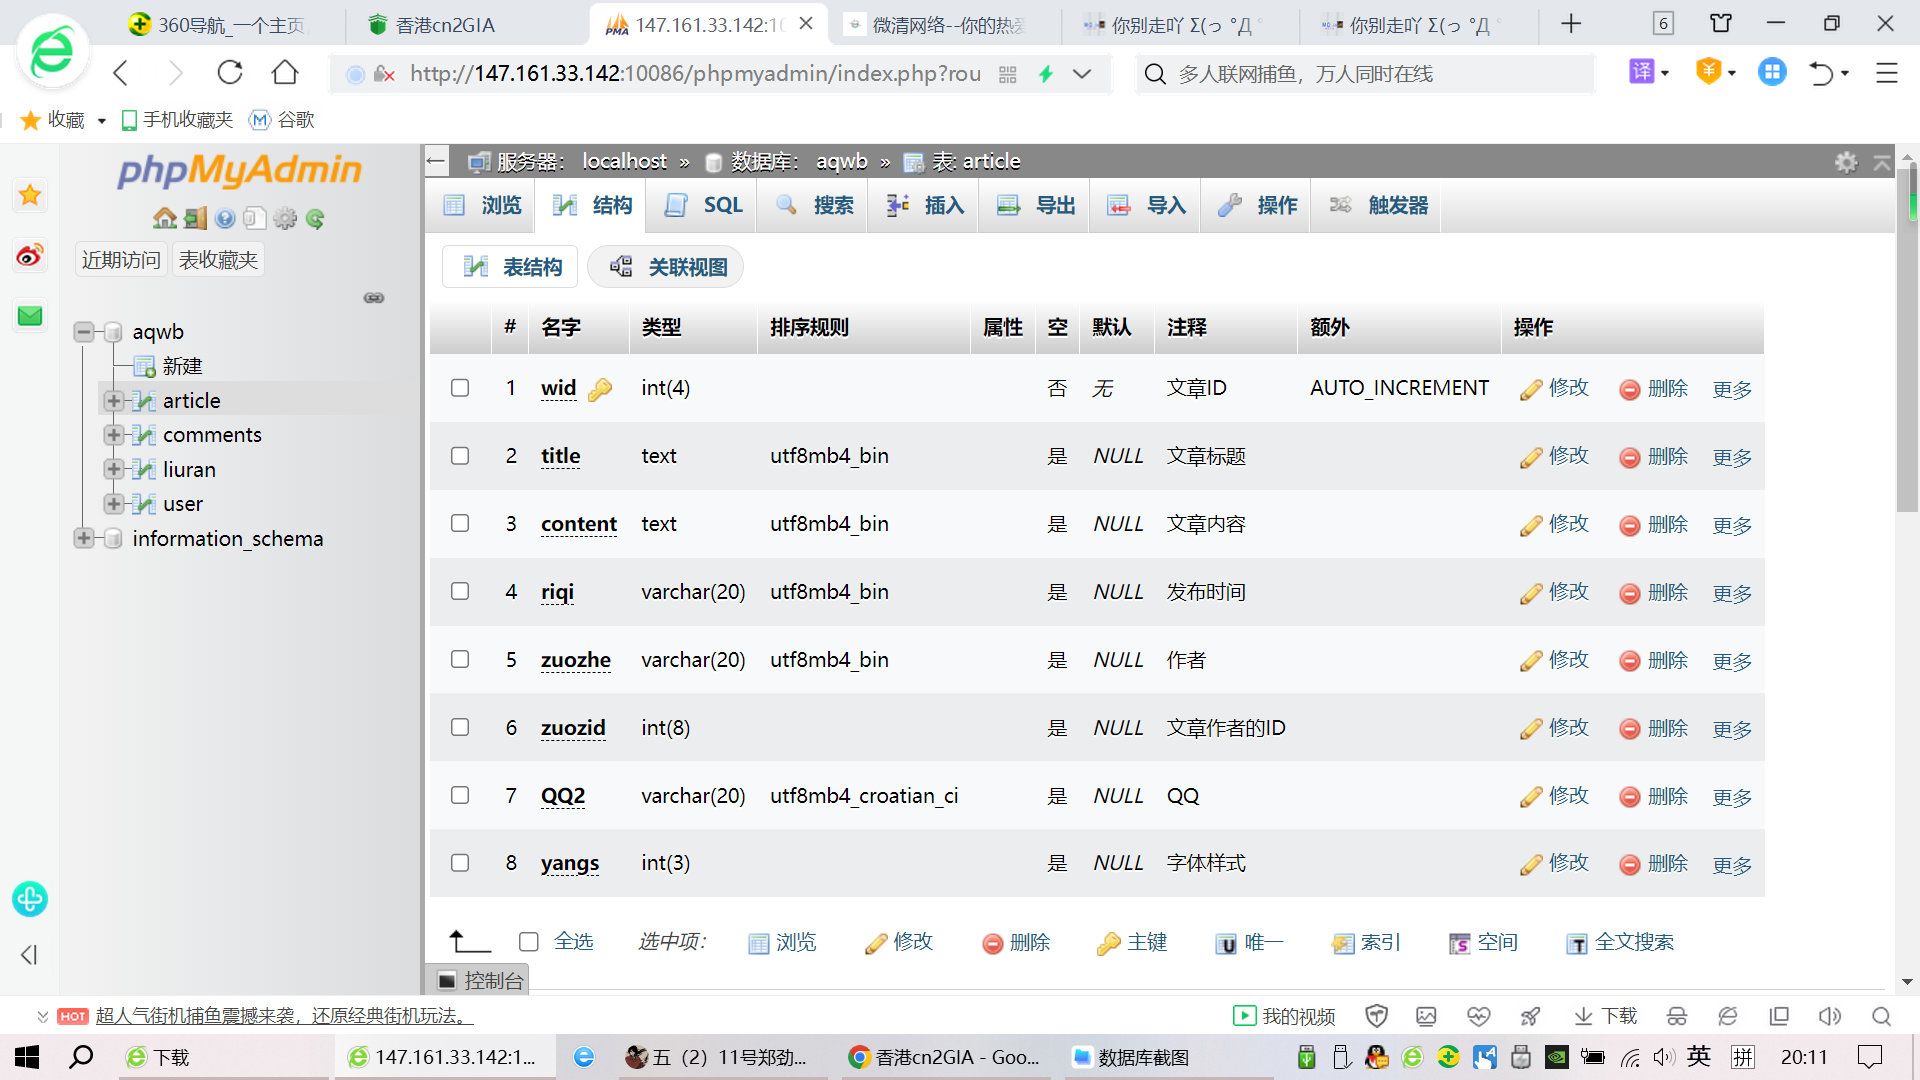 360导航_一个主页
香港cn2GIA
147.161.33.142:10
微清网络--你的热爱
你别走吖 Σ(っ °Д °
你别走吖 Σ(っ °Д °
6
http://147.161.33.142:10086/phpmyadmin/index.php?rou
多人联网捕鱼，万人同时在线
译
收藏
手机收藏夹
谷歌
phpMyAdmin
近期访问
表收藏夹
aqwb
新建
article
comments
liuran
user
information_schema
服务器： localhost » 数据库： aqwb » 表: article
浏览 结构 SQL 搜索 插入 导出 导入 操作 触发器
表结构 关联视图
# 名字 类型 排序规则 属性 空 默认 注释 额外 操作
1 wid int(4) 否 无 文章ID AUTO_INCREMENT 修改 删除 更多
2 title text utf8mb4_bin 是 NULL 文章标题 修改 删除 更多
3 content text utf8mb4_bin 是 NULL 文章内容 修改 删除 更多
4 riqi varchar(20) utf8mb4_bin 是 NULL 发布时间 修改 删除 更多
5 zuozhe varchar(20) utf8mb4_bin 是 NULL 作者 修改 删除 更多
6 zuozid int(8) 是 NULL 文章作者的ID 修改 删除 更多
7 QQ2 varchar(20) utf8mb4_croatian_ci 是 NULL QQ 修改 删除 更多
8 yangs int(3) 是 NULL 字体样式 修改 删除 更多
全选 选中项： 浏览 修改 删除 主键 唯一 索引 空间 全文搜索
控制台
HOT 超人气街机捕鱼震撼来袭，还原经典街机玩法。
我的视频
下载
下载
147.161.33.142:1...
五（2）11号郑劲...
香港cn2GIA - Goo...
数据库截图
英
拼
20:11